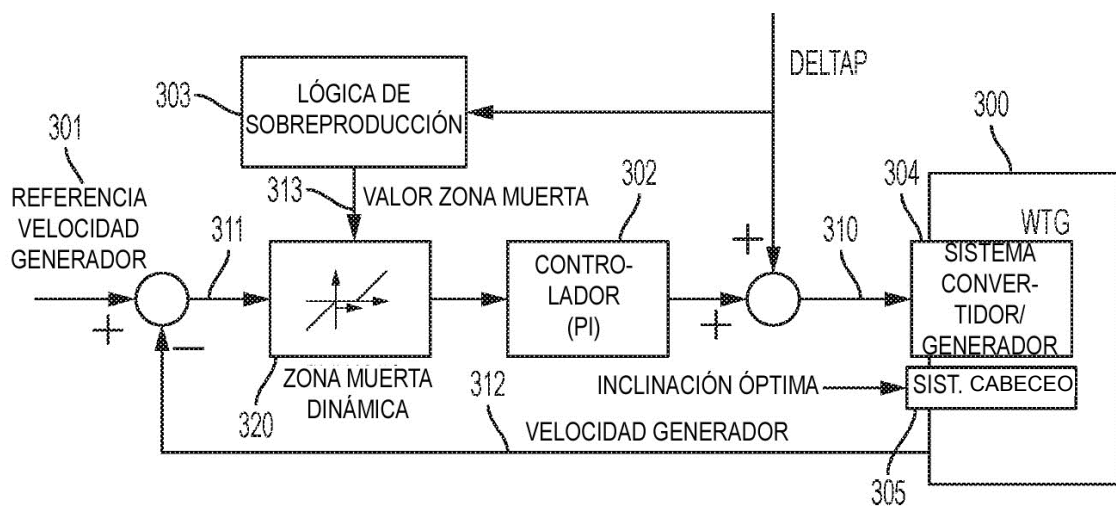 DELTAP
303
LÓGICA DE
SOBREPRODUCCIÓN
300
301
REFERENCIA
VELOCIDAD
GENERADOR
313
VALOR ZONA MUERTA
302
304
WTG
311
+
−
CONTRO-
LADOR
(PI)
+
+
310
SISTEMA
CONVER-
TIDOR/
GENERADOR
320
ZONA MUERTA
DINÁMICA
312
INCLINACIÓN ÓPTIMA
SIST. CABECEO
VELOCIDAD GENERADOR
305